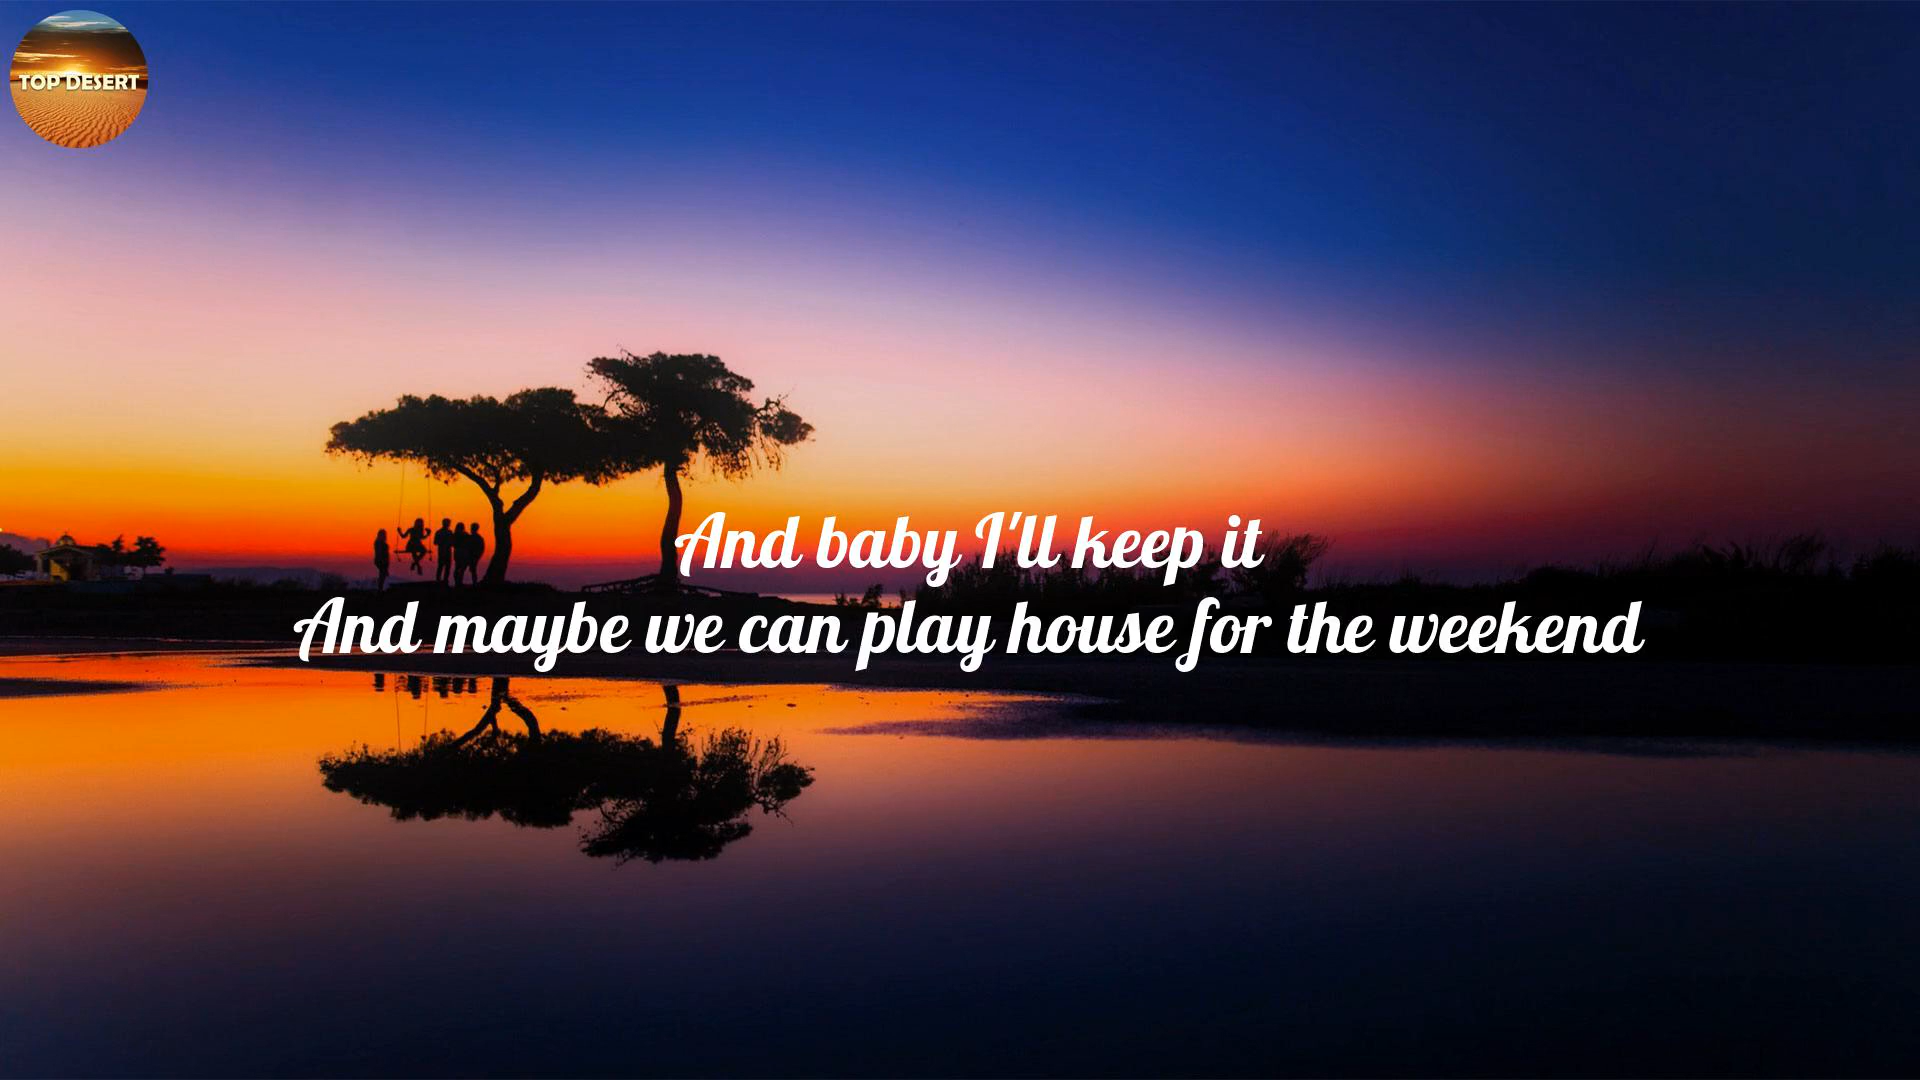 TOP DESERT
And baby I'll keep it
And maybe we can play house for the weekend